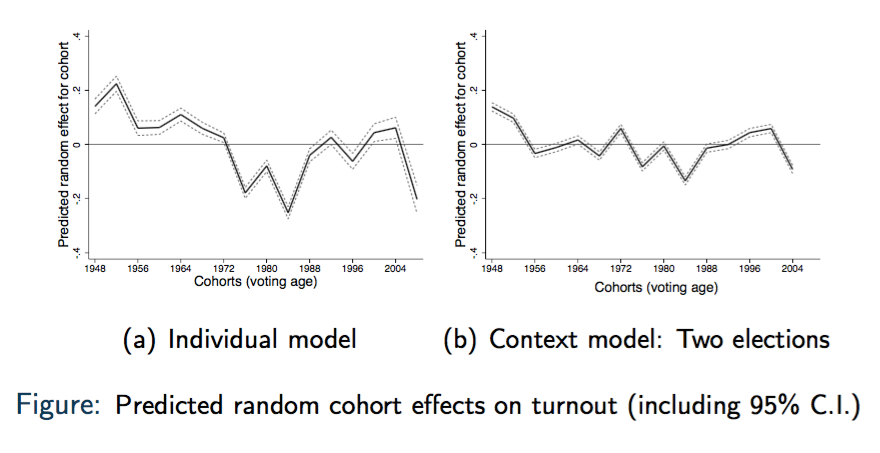 Predicted random effect for cohort
.4
.2
0
-.2
-.4
1948 1956 1964 1972 1980 1988 1996 2004
Cohorts (voting age)
(a) Individual model
Predicted random effect for cohort
.4
.2
0
-.2
-.4
1948 1956 1964 1972 1980 1988 1996 2004
Cohorts (voting age)
(b) Context model: Two elections
Figure: Predicted random cohort effects on turnout (including 95% C.I.)